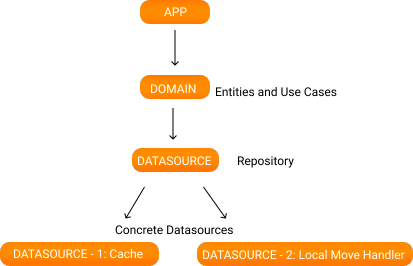 APP
DOMAIN
Entities and Use Cases
DATASOURCE
Repository
Concrete Datasources
DATASOURCE - 1: Cache
DATASOURCE - 2: Local Move Handler